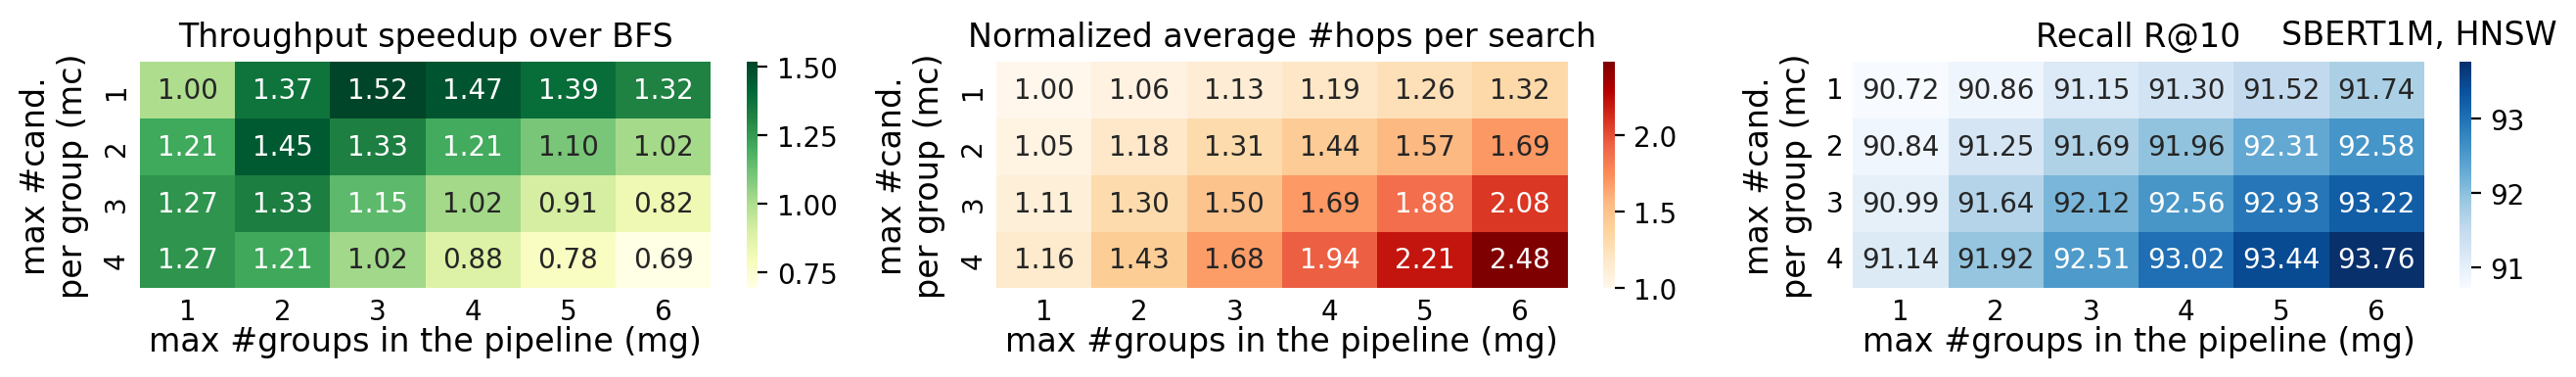 Throughput speedup over BFS
max #cand.
per group (mc)
1 1.00 1.37 1.52 1.47 1.39 1.32
2 1.21 1.45 1.33 1.21 1.10 1.02
3 1.27 1.33 1.15 1.02 0.91 0.82
4 1.27 1.21 1.02 0.88 0.78 0.69
1 2 3 4 5 6
max #groups in the pipeline (mg)
1.50
1.25
1.00
0.75
Normalized average #hops per search
max #cand.
per group (mc)
1 1.00 1.06 1.13 1.19 1.26 1.32
2 1.05 1.18 1.31 1.44 1.57 1.69
3 1.11 1.30 1.50 1.69 1.88 2.08
4 1.16 1.43 1.68 1.94 2.21 2.48
1 2 3 4 5 6
max #groups in the pipeline (mg)
2.0
1.5
1.0
Recall R@10
SBERT1M, HNSW
max #cand.
per group (mc)
1 90.72 90.86 91.15 91.30 91.52 91.74
2 90.84 91.25 91.69 91.96 92.31 92.58
3 90.99 91.64 92.12 92.56 92.93 93.22
4 91.14 91.92 92.51 93.02 93.44 93.76
1 2 3 4 5 6
max #groups in the pipeline (mg)
93
92
91